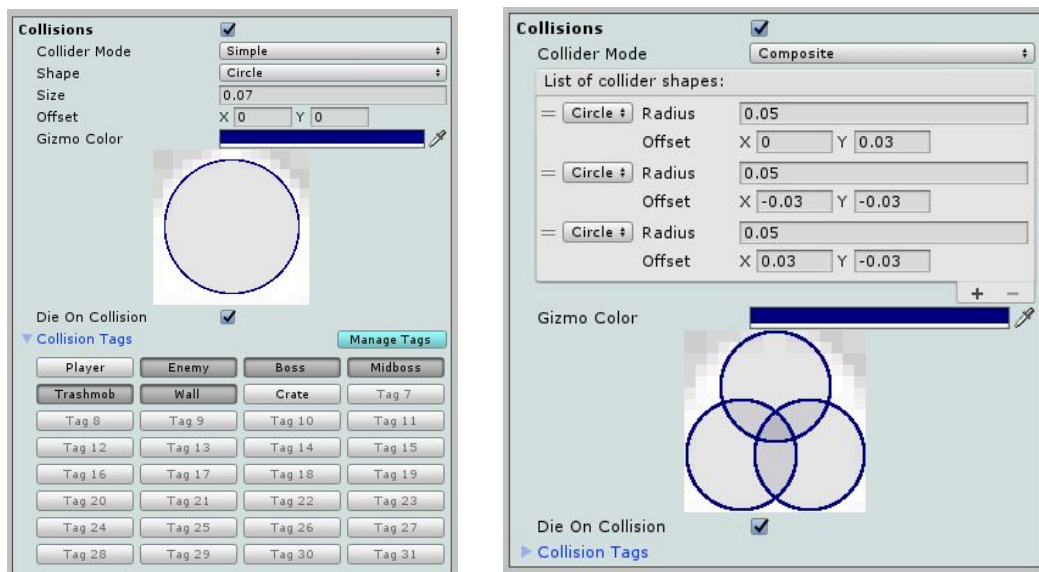 Collisions
Collider Mode Simple
Shape Circle
Size 0.07
Offset X 0 Y 0
Gizmo Color
Die On Collision
Collision Tags Manage Tags
Player Enemy Boss Midboss
Trashmob Wall Crate Tag 7
Tag 8 Tag 9 Tag 10 Tag 11
Tag 12 Tag 13 Tag 14 Tag 15
Tag 16 Tag 17 Tag 18 Tag 19
Tag 20 Tag 21 Tag 22 Tag 23
Tag 24 Tag 25 Tag 26 Tag 27
Tag 28 Tag 29 Tag 30 Tag 31
Collisions
Collider Mode Composite
List of collider shapes:
= Circle Radius 0.05
Offset X 0 Y 0.03
= Circle Radius 0.05
Offset X -0.03 Y -0.03
= Circle Radius 0.05
Offset X 0.03 Y -0.03
+ −
Gizmo Color
Die On Collision
Collision Tags